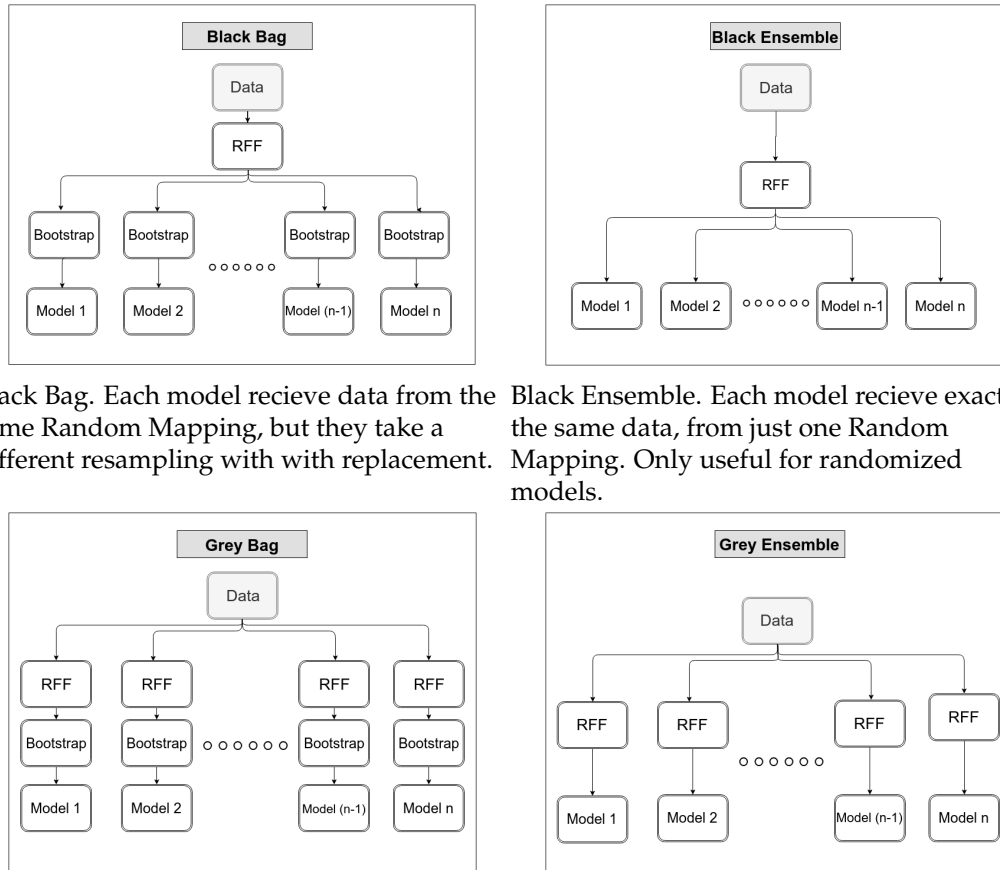 Black Bag
Data
RFF
Bootstrap Bootstrap Bootstrap Bootstrap
Model 1 Model 2 Model (n-1) Model n
Black Ensemble
Data
RFF
Model 1 Model 2 Model n-1 Model n
ack Bag. Each model recieve data from the
me Random Mapping, but they take a
fferent resampling with with replacement.
Black Ensemble. Each model recieve exact
the same data, from just one Random
Mapping. Only useful for randomized
models.
Grey Bag
Data
RFF RFF RFF RFF
Bootstrap Bootstrap Bootstrap Bootstrap
Model 1 Model 2 Model (n-1) Model n
Grey Ensemble
Data
RFF RFF RFF RFF
Model 1 Model 2 Model (n-1) Model n